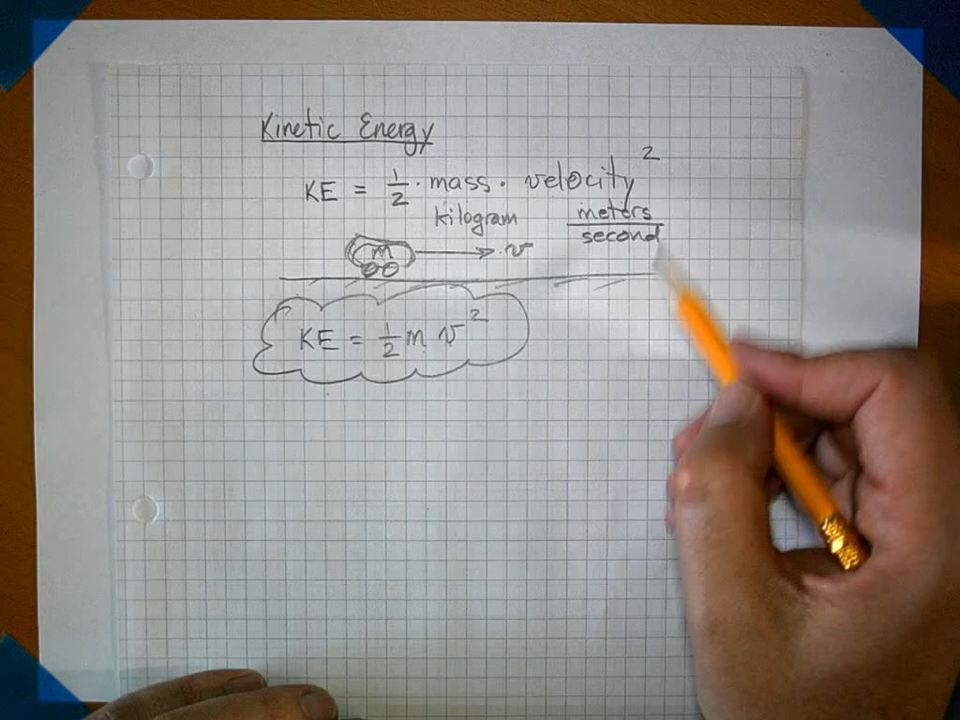 Kinetic Energy
KE = 1/2 · mass · velocity²
kilogram meters/second
m → v
KE = 1/2 m v²